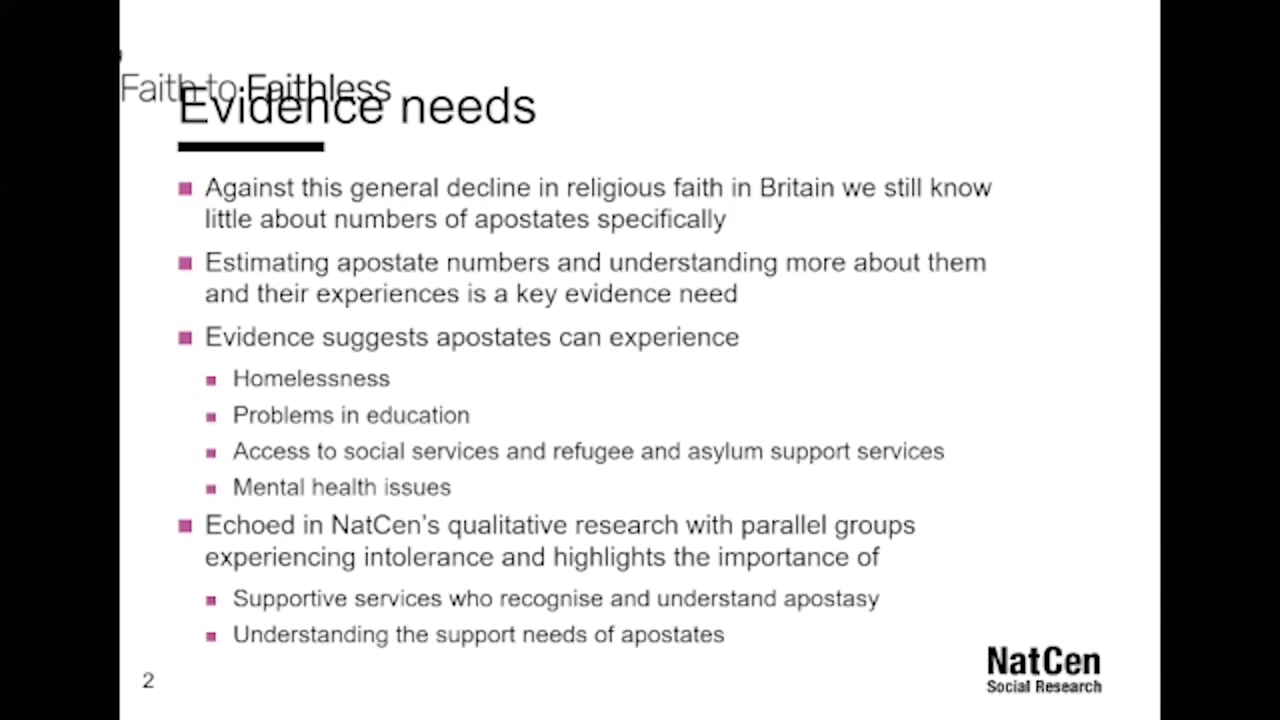 Faith to Faithless
Evidence needs
Against this general decline in religious faith in Britain we still know
little about numbers of apostates specifically
Estimating apostate numbers and understanding more about them
and their experiences is a key evidence need
Evidence suggests apostates can experience
Homelessness
Problems in education
Access to social services and refugee and asylum support services
Mental health issues
Echoed in NatCen’s qualitative research with parallel groups
experiencing intolerance and highlights the importance of
Supportive services who recognise and understand apostasy
Understanding the support needs of apostates
2
NatCen
Social Research